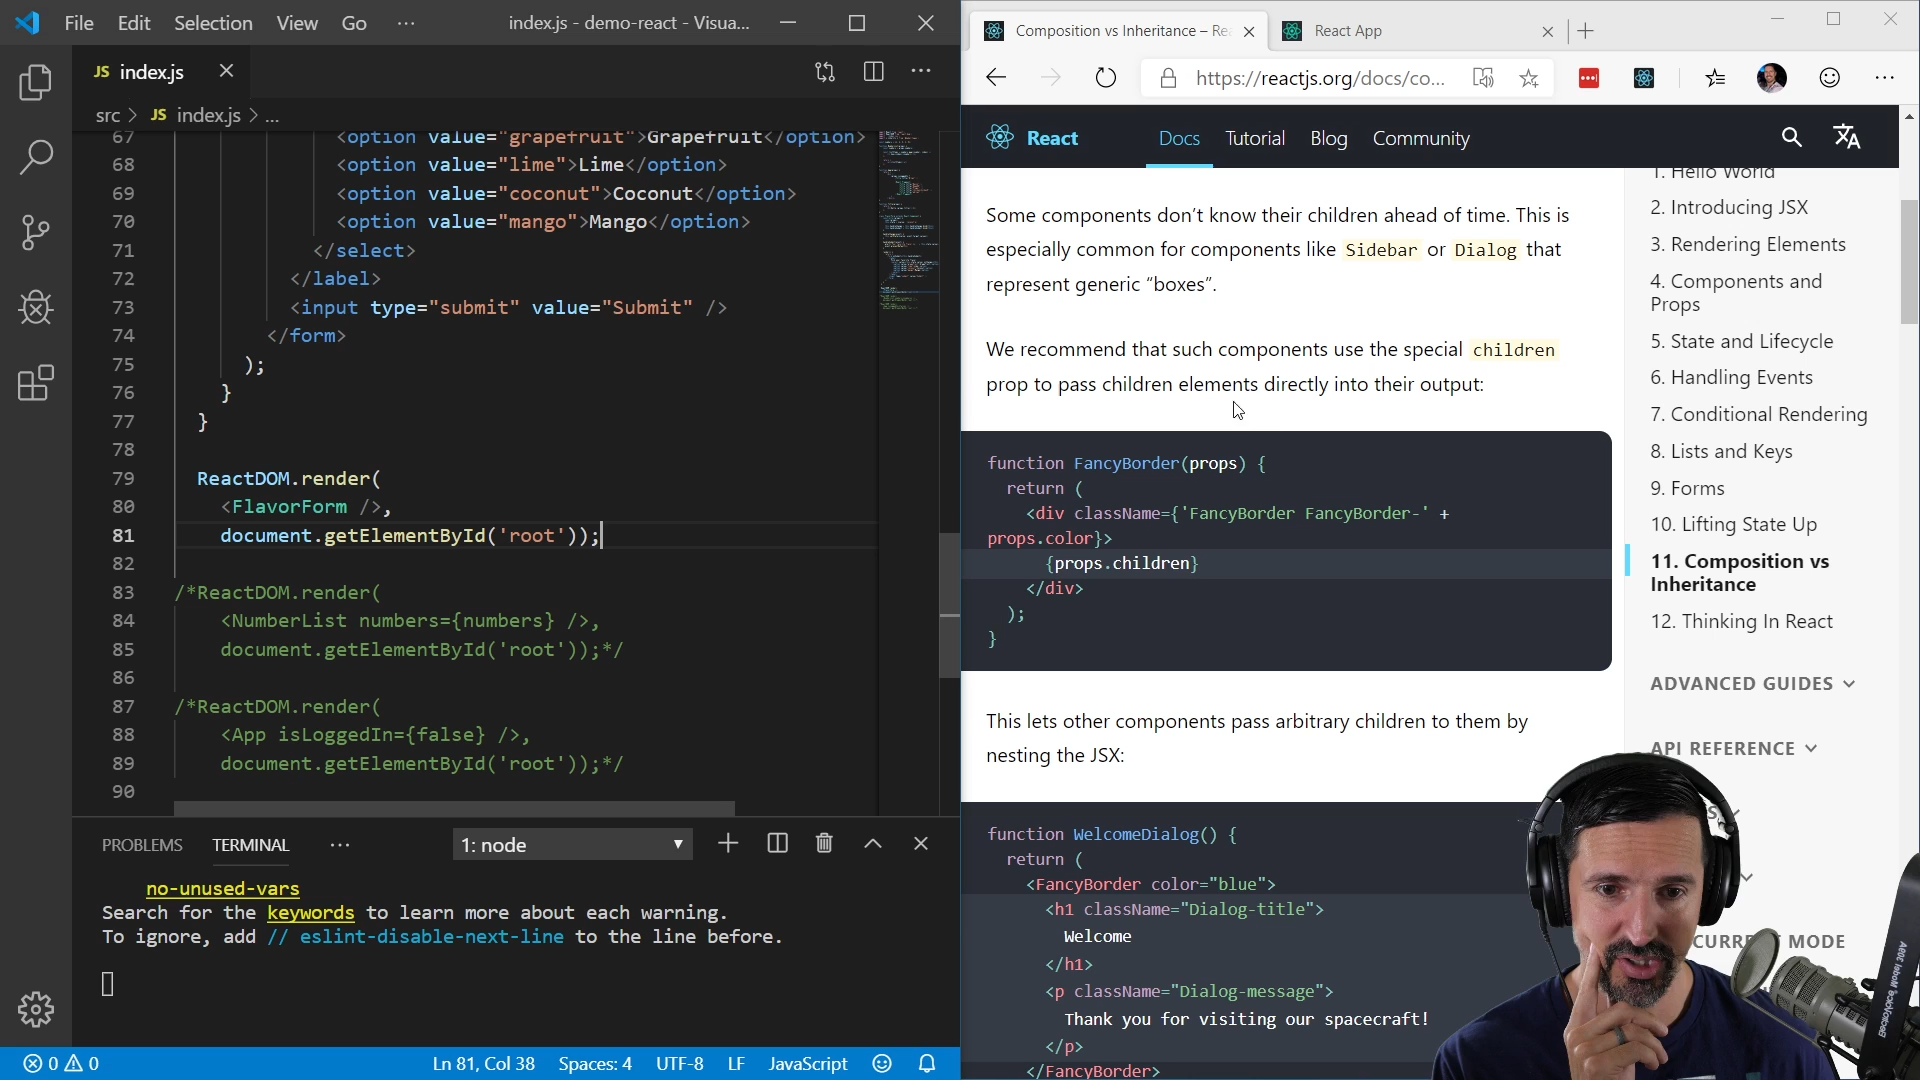 File Edit Selection View Go ··· index.js - demo-react - Visua...
JS index.js
src > JS index.js > ...
67 <option value="grapefruit">Grapefruit</option>
68 <option value="lime">Lime</option>
69 <option value="coconut">Coconut</option>
70 <option value="mango">Mango</option>
71 </select>
72 </label>
73 <input type="submit" value="Submit" />
74 </form>
75 );
76 }
77 }
78
79 ReactDOM.render(
80 <FlavorForm />,
81 document.getElementById('root'));
82
83 /*ReactDOM.render(
84 <NumberList numbers={numbers} />,
85 document.getElementById('root'));*/
86
87 /*ReactDOM.render(
88 <App isLoggedIn={false} />,
89 document.getElementById('root'));*/
90
PROBLEMS TERMINAL ··· 1: node
no-unused-vars
Search for the keywords to learn more about each warning.
To ignore, add // eslint-disable-next-line to the line before.
0 0 Ln 81, Col 38 Spaces: 4 UTF-8 LF JavaScript
Composition vs Inheritance – Re
React App
https://reactjs.org/docs/co...
React Docs Tutorial Blog Community
Some components don’t know their children ahead of time. This is
especially common for components like Sidebar or Dialog that
represent generic “boxes”.
We recommend that such components use the special children
prop to pass children elements directly into their output:
function FancyBorder(props) {
return (
<div className={'FancyBorder FancyBorder-' +
props.color}>
{props.children}
</div>
);
}
This lets other components pass arbitrary children to them by
nesting the JSX:
function WelcomeDialog() {
return (
<FancyBorder color="blue">
<h1 className="Dialog-title">
Welcome
</h1>
<p className="Dialog-message">
Thank you for visiting our spacecraft!
</p>
</FancyBorder>
1. Hello World
2. Introducing JSX
3. Rendering Elements
4. Components and
Props
5. State and Lifecycle
6. Handling Events
7. Conditional Rendering
8. Lists and Keys
9. Forms
10. Lifting State Up
11. Composition vs
Inheritance
12. Thinking In React
ADVANCED GUIDES
API REFERENCE
MODE